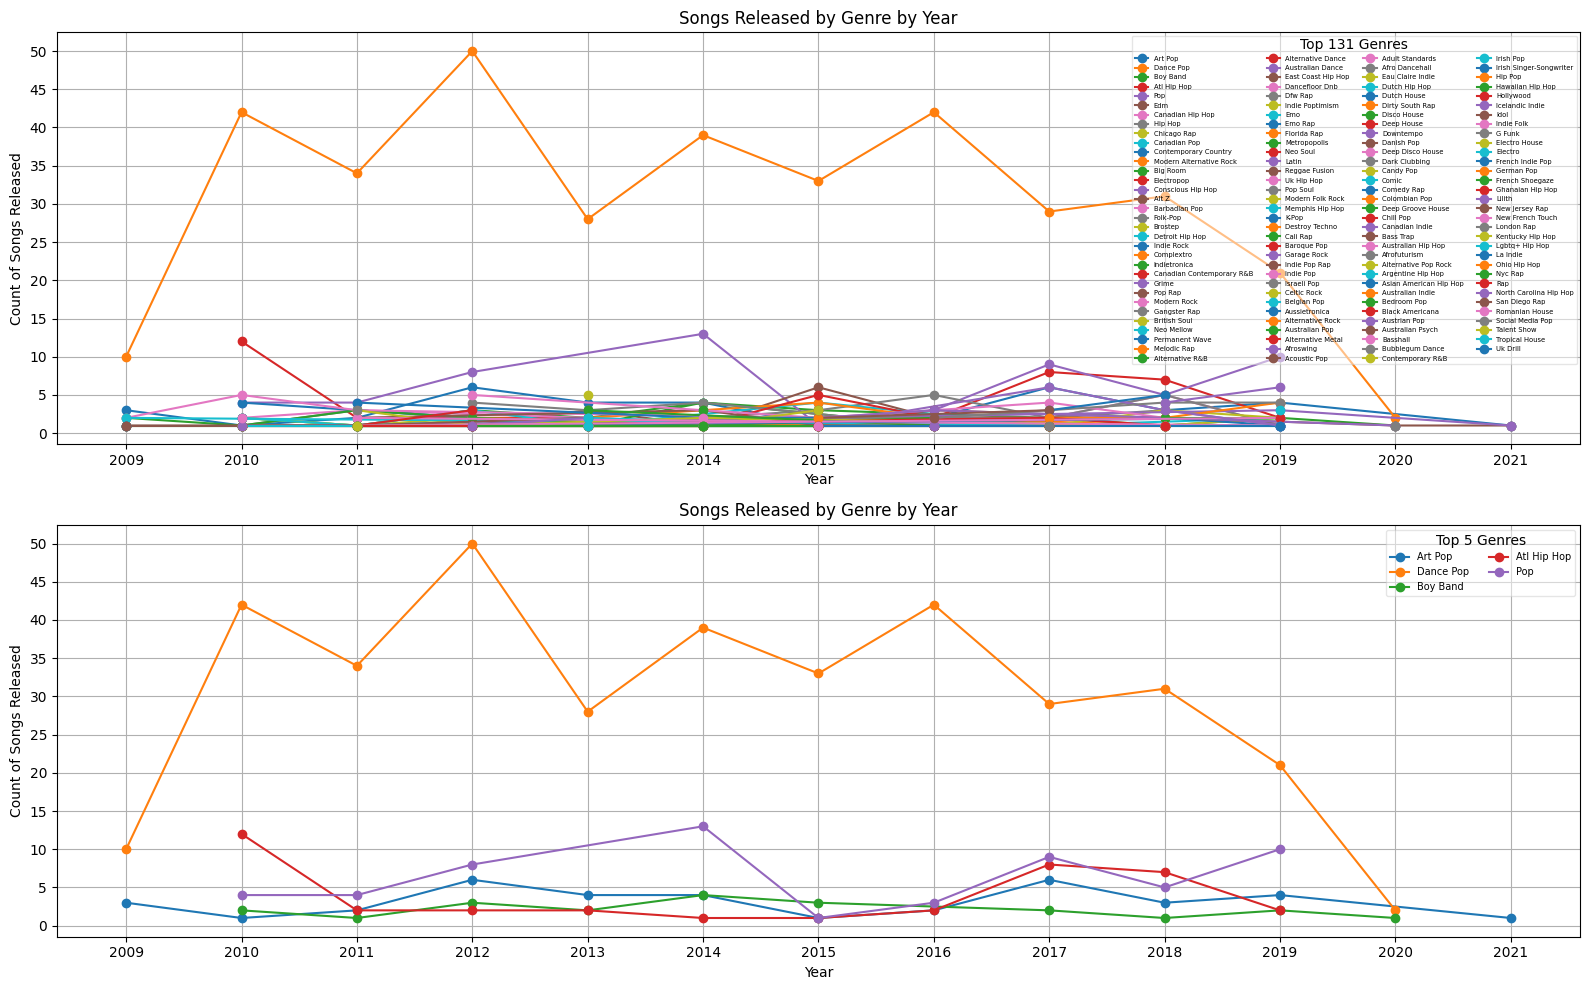 Songs Released by Genre by Year
Count of Songs Released
50
45
40
35
30
25
20
15
10
5
0
Top 131 Genres
Art Pop
Dance Pop
Boy Band
Atl Hip Hop
Pop
Edm
Canadian Hip Hop
Hip Hop
Chicago Rap
Canadian Pop
Contemporary Country
Modern Alternative Rock
Big Room
Electropop
Conscious Hip Hop
Alt Z
Barbadian Pop
Folk-Pop
Brostep
Detroit Hip Hop
Indie Rock
Complextro
Indietronica
Canadian Contemporary R&B
Grime
Pop Rap
Modern Rock
Gangster Rap
British Soul
Neo Mellow
Permanent Wave
Melodic Rap
Alternative R&B
Alternative Dance
Australian Dance
East Coast Hip Hop
Dancefloor Dnb
Dfw Rap
Indie Poptimism
Emo
Emo Rap
Florida Rap
Metropopolis
Neo Soul
Latin
Reggae Fusion
Uk Hip Hop
Pop Soul
Modern Folk Rock
Memphis Hip Hop
K-Pop
Destroy Techno
Cali Rap
Baroque Pop
Garage Rock
Indie Pop Rap
Indie Pop
Israeli Pop
Celtic Rock
Belgian Pop
Aussietronica
Alternative Rock
Australian Pop
Alternative Metal
Afroswing
Acoustic Pop
Adult Standards
Afro Dancehall
Eau Claire Indie
Dutch Hip Hop
Dutch House
Dirty South Rap
Disco House
Deep House
Downtempo
Danish Pop
Deep Disco House
Dark Clubbing
Candy Pop
Comic
Comedy Rap
Colombian Pop
Deep Groove House
Chill Pop
Canadian Indie
Bass Trap
Australian Hip Hop
Afrofuturism
Alternative Pop Rock
Argentine Hip Hop
Asian American Hip Hop
Australian Indie
Bedroom Pop
Black Americana
Austrian Pop
Australian Psych
Basshall
Bubblegum Dance
Contemporary R&B
Irish Pop
Irish Singer-Songwriter
Hip Pop
Hawaiian Hip Hop
Hollywood
Icelandic Indie
Idol
Indie Folk
G Funk
Electro House
Electro
French Indie Pop
German Pop
French Shoegaze
Ghanaian Hip Hop
Lilith
New Jersey Rap
New French Touch
London Rap
Kentucky Hip Hop
Lgbtq+ Hip Hop
La Indie
Ohio Hip Hop
Nyc Rap
Rap
North Carolina Hip Hop
San Diego Rap
Romanian House
Social Media Pop
Talent Show
Tropical House
Uk Drill
2009 2010 2011 2012 2013 2014 2015 2016 2017 2018 2019 2020 2021
Year
Songs Released by Genre by Year
Count of Songs Released
50
45
40
35
30
25
20
15
10
5
0
Top 5 Genres
Art Pop
Dance Pop
Boy Band
Atl Hip Hop
Pop
2009 2010 2011 2012 2013 2014 2015 2016 2017 2018 2019 2020 2021
Year